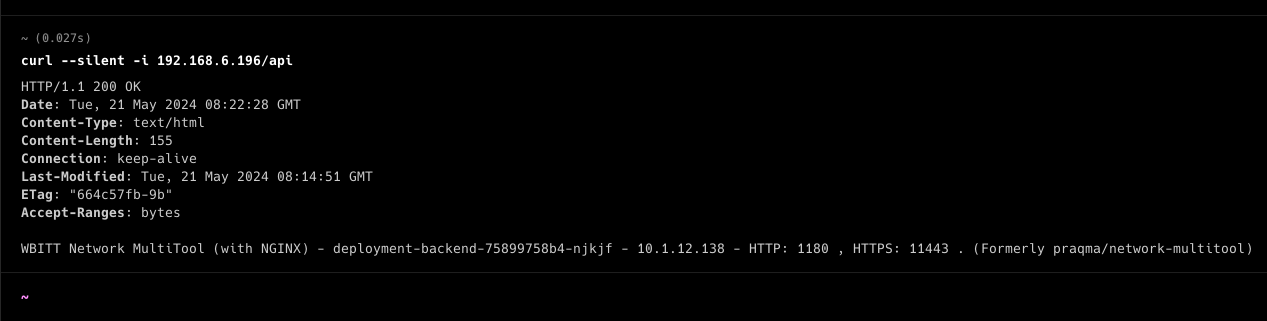 ~ (0.027s)
curl --silent -i 192.168.6.196/api
HTTP/1.1 200 OK
Date: Tue, 21 May 2024 08:22:28 GMT
Content-Type: text/html
Content-Length: 155
Connection: keep-alive
Last-Modified: Tue, 21 May 2024 08:14:51 GMT
ETag: "664c57fb-9b"
Accept-Ranges: bytes
WBITT Network MultiTool (with NGINX) - deployment-backend-75899758b4-njkjf - 10.1.12.138 - HTTP: 1180 , HTTPS: 11443 . (Formerly praqma/network-multitool)
~